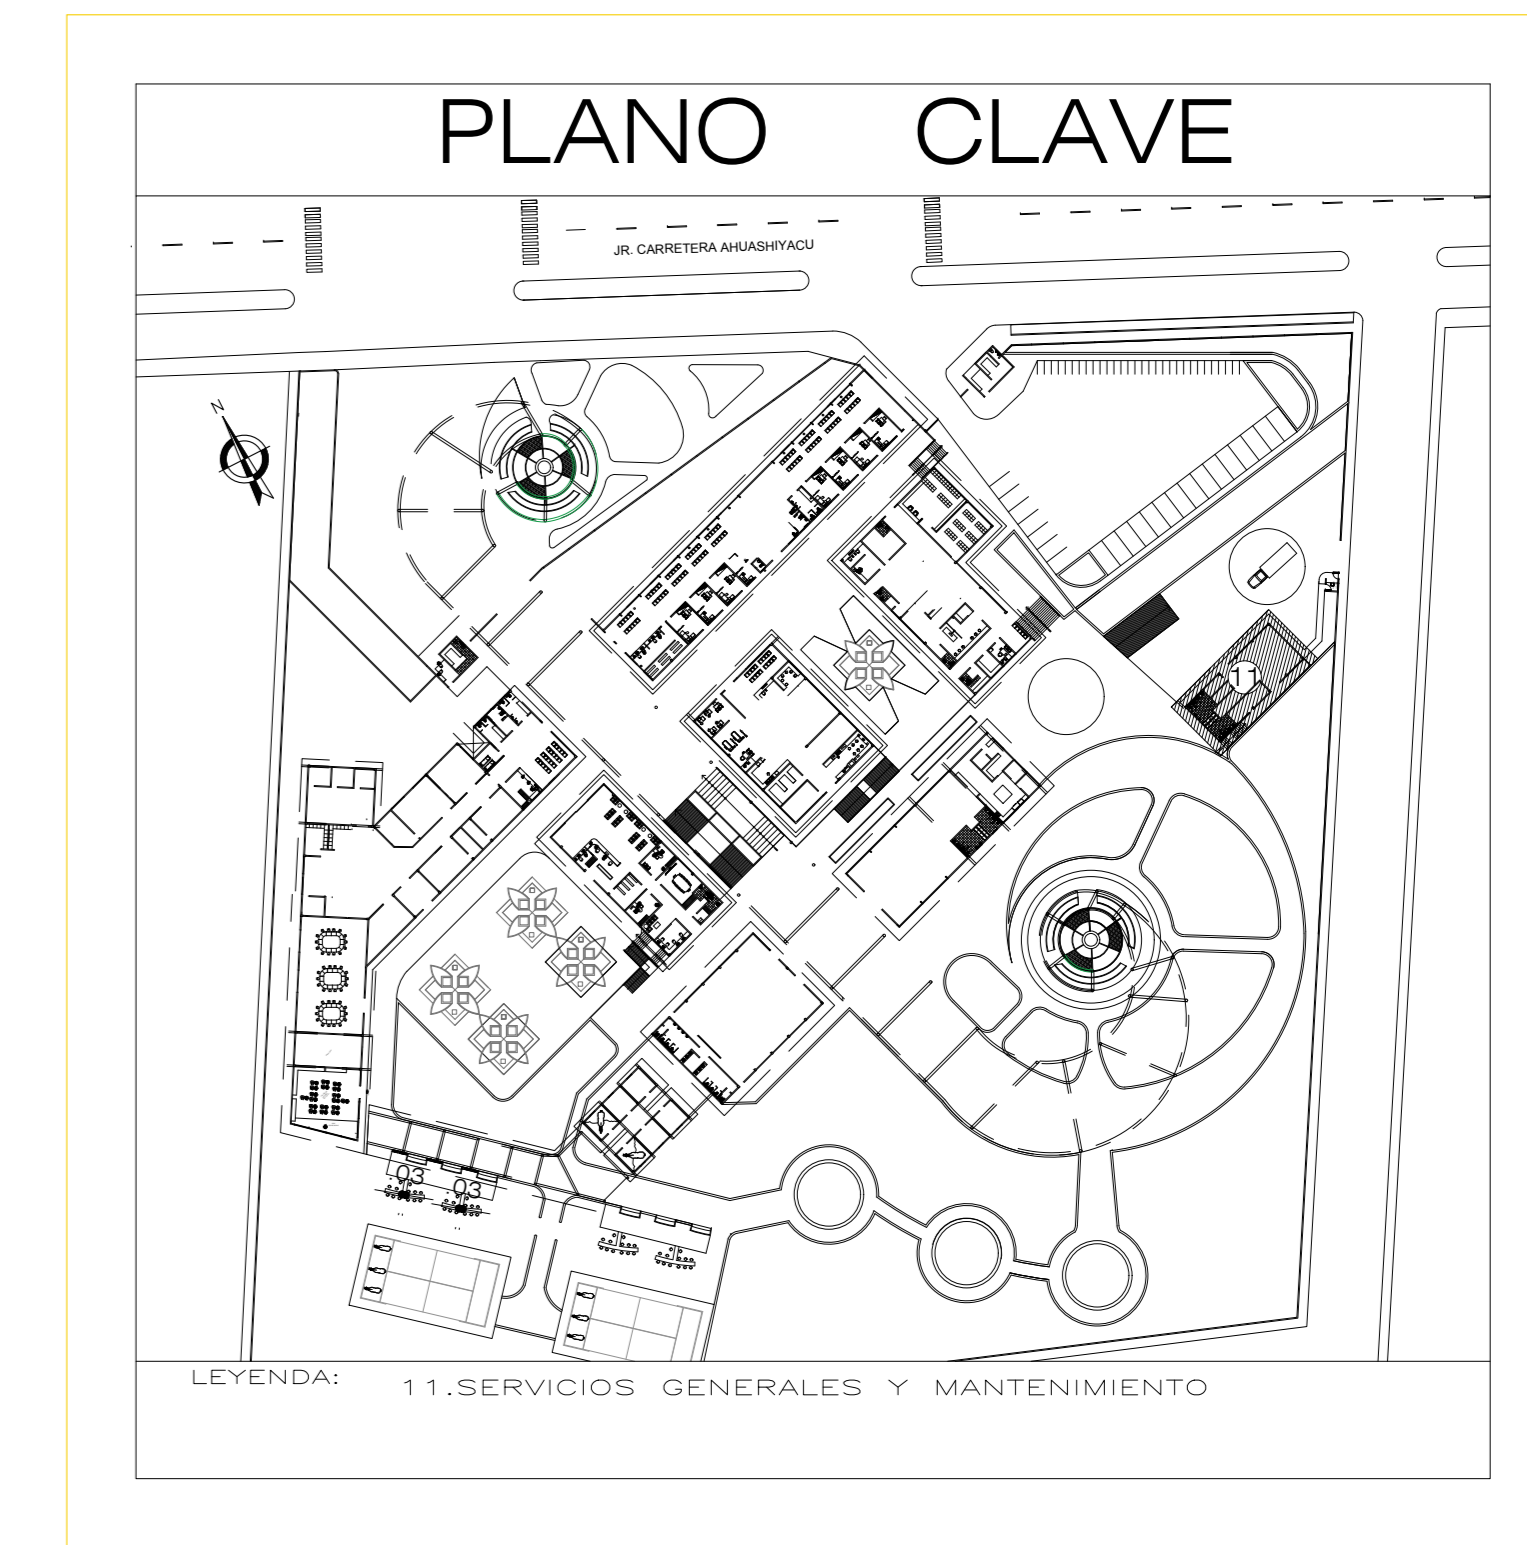 PLANO CLAVE
JR. CARRETERA AHUASHIYACU
N
11
03
03
LEYENDA:
11.SERVICIOS GENERALES Y MANTENIMIENTO